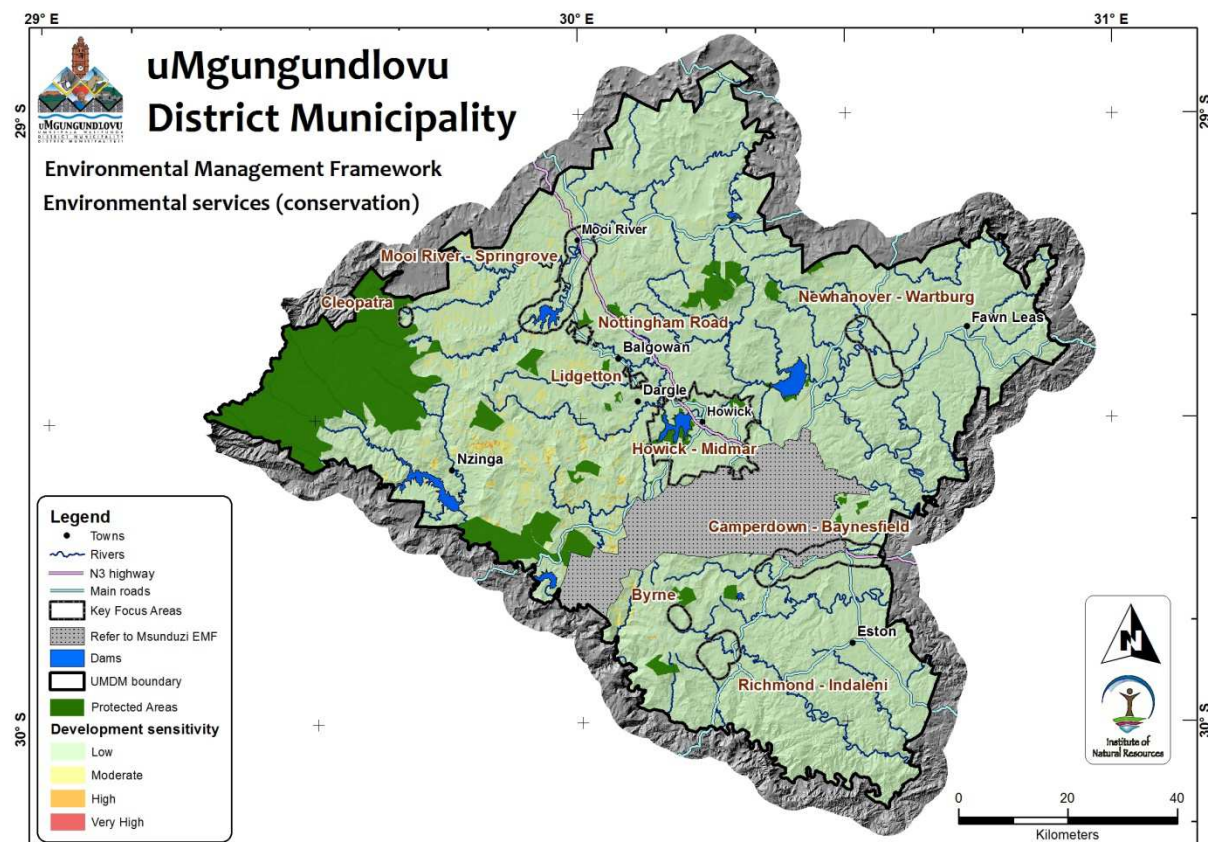 29° E
30° E
31° E
uMgungundlovu
District Municipality
uMGUNGUNDLOVU
Environmental Management Framework
Environmental services (conservation)
29° S
29° S
Mooi River
Mooi River - Springrove
Cleopatra
Newhanover - Wartburg
Fawn Leas
Nottingham Road
Balgowan
Lidgetton
Dargle
Howick
Howick - Midmar
Nzinga
Camperdown - Baynesfield
Byrne
Eston
Richmond - Indaleni
Legend
Towns
Rivers
N3 highway
Main roads
Key Focus Areas
Refer to Msunduzi EMF
Dams
UMDM boundary
Protected Areas
Development sensitivity
Low
Moderate
High
Very High
30° S
30° S
N
Institute of
Natural Resources
0 20 40
Kilometers